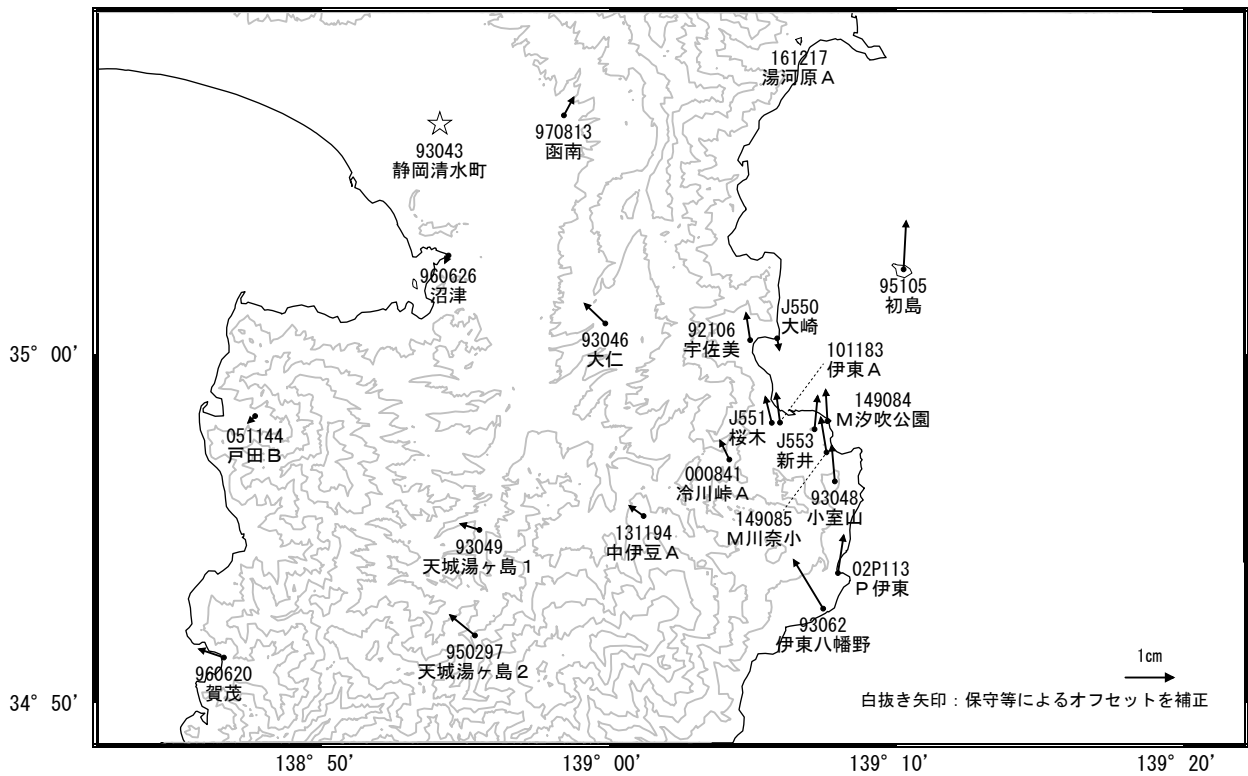 161217
湯河原Ａ
970813
函南
93043
静岡清水町
960626
沼津
95105
初島
J550
大崎
92106
宇佐美
93046
大仁
35° 00'
101183
伊東Ａ
149084
Ｍ汐吹公園
J551
桜木
J553
新井
051144
戸田Ｂ
000841
冷川峠Ａ
93048
小室山
149085
Ｍ川奈小
131194
中伊豆Ａ
93049
天城湯ヶ島１
02P113
Ｐ伊東
93062
伊東八幡野
950297
天城湯ヶ島２
960620
賀茂
1cm
34° 50'
白抜き矢印：保守等によるオフセットを補正
138° 50'
139° 00'
139° 10'
139° 20'